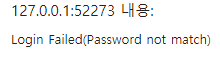 127.0.0.1:52273 내용:
Login Failed(Password not match)